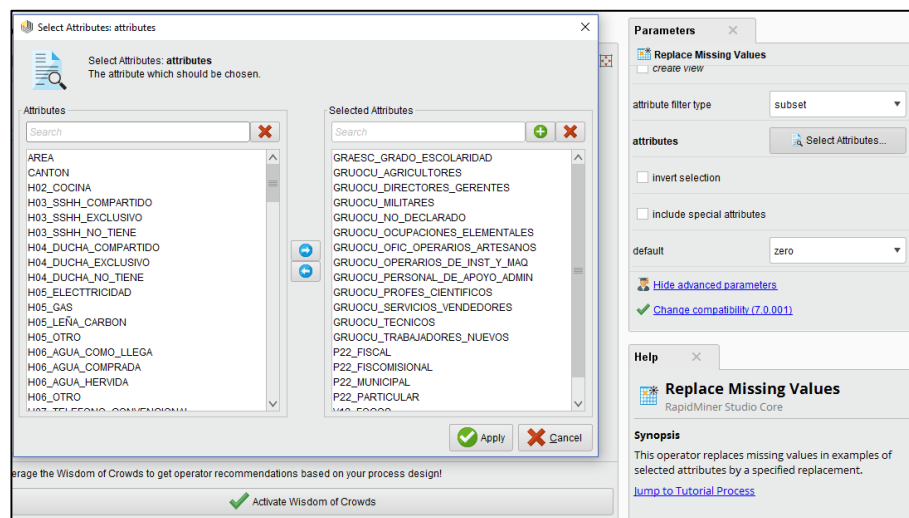 Select Attributes: attributes
Select Attributes: attributes
The attribute which should be chosen.
Attributes
Search
AREA
CANTON
H02_COCINA
H03_SSHH_COMPARTIDO
H03_SSHH_EXCLUSIVO
H03_SSHH_NO_TIENE
H04_DUCHA_COMPARTIDO
H04_DUCHA_EXCLUSIVO
H04_DUCHA_NO_TIENE
H05_ELECTTRICIDAD
H05_GAS
H05_LEÑA_CARBON
H05_OTRO
H06_AGUA_COMO_LLEGA
H06_AGUA_COMPRADA
H06_AGUA_HERVIDA
H06_OTRO
H07_TELEFONO_CONVENCIONAL
Selected Attributes
Search
GRAESC_GRADO_ESCOLARIDAD
GRUOCU_AGRICULTORES
GRUOCU_DIRECTORES_GERENTES
GRUOCU_MILITARES
GRUOCU_NO_DECLARADO
GRUOCU_OCUPACIONES_ELEMENTALES
GRUOCU_OFIC_OPERARIOS_ARTESANOS
GRUOCU_OPERARIOS_DE_INST_Y_MAQ
GRUOCU_PERSONAL_DE_APOYO_ADMIN
GRUOCU_PROFES_CIENTIFICOS
GRUOCU_SERVICIOS_VENDEDORES
GRUOCU_TECNICOS
GRUOCU_TRABAJADORES_NUEVOS
P22_FISCAL
P22_FISCOMISIONAL
P22_MUNICIPAL
P22_PARTICULAR
Apply
Cancel
erage the Wisdom of Crowds to get operator recommendations based on your process design!
Activate Wisdom of Crowds
Parameters
Replace Missing Values
create view
attribute filter type subset
attributes Select Attributes...
invert selection
include special attributes
default zero
Hide advanced parameters
Change compatibility (7.0.001)
Help
Replace Missing Values
RapidMiner Studio Core
Synopsis
This operator replaces missing values in examples of
selected attributes by a specified replacement.
Jump to Tutorial Process